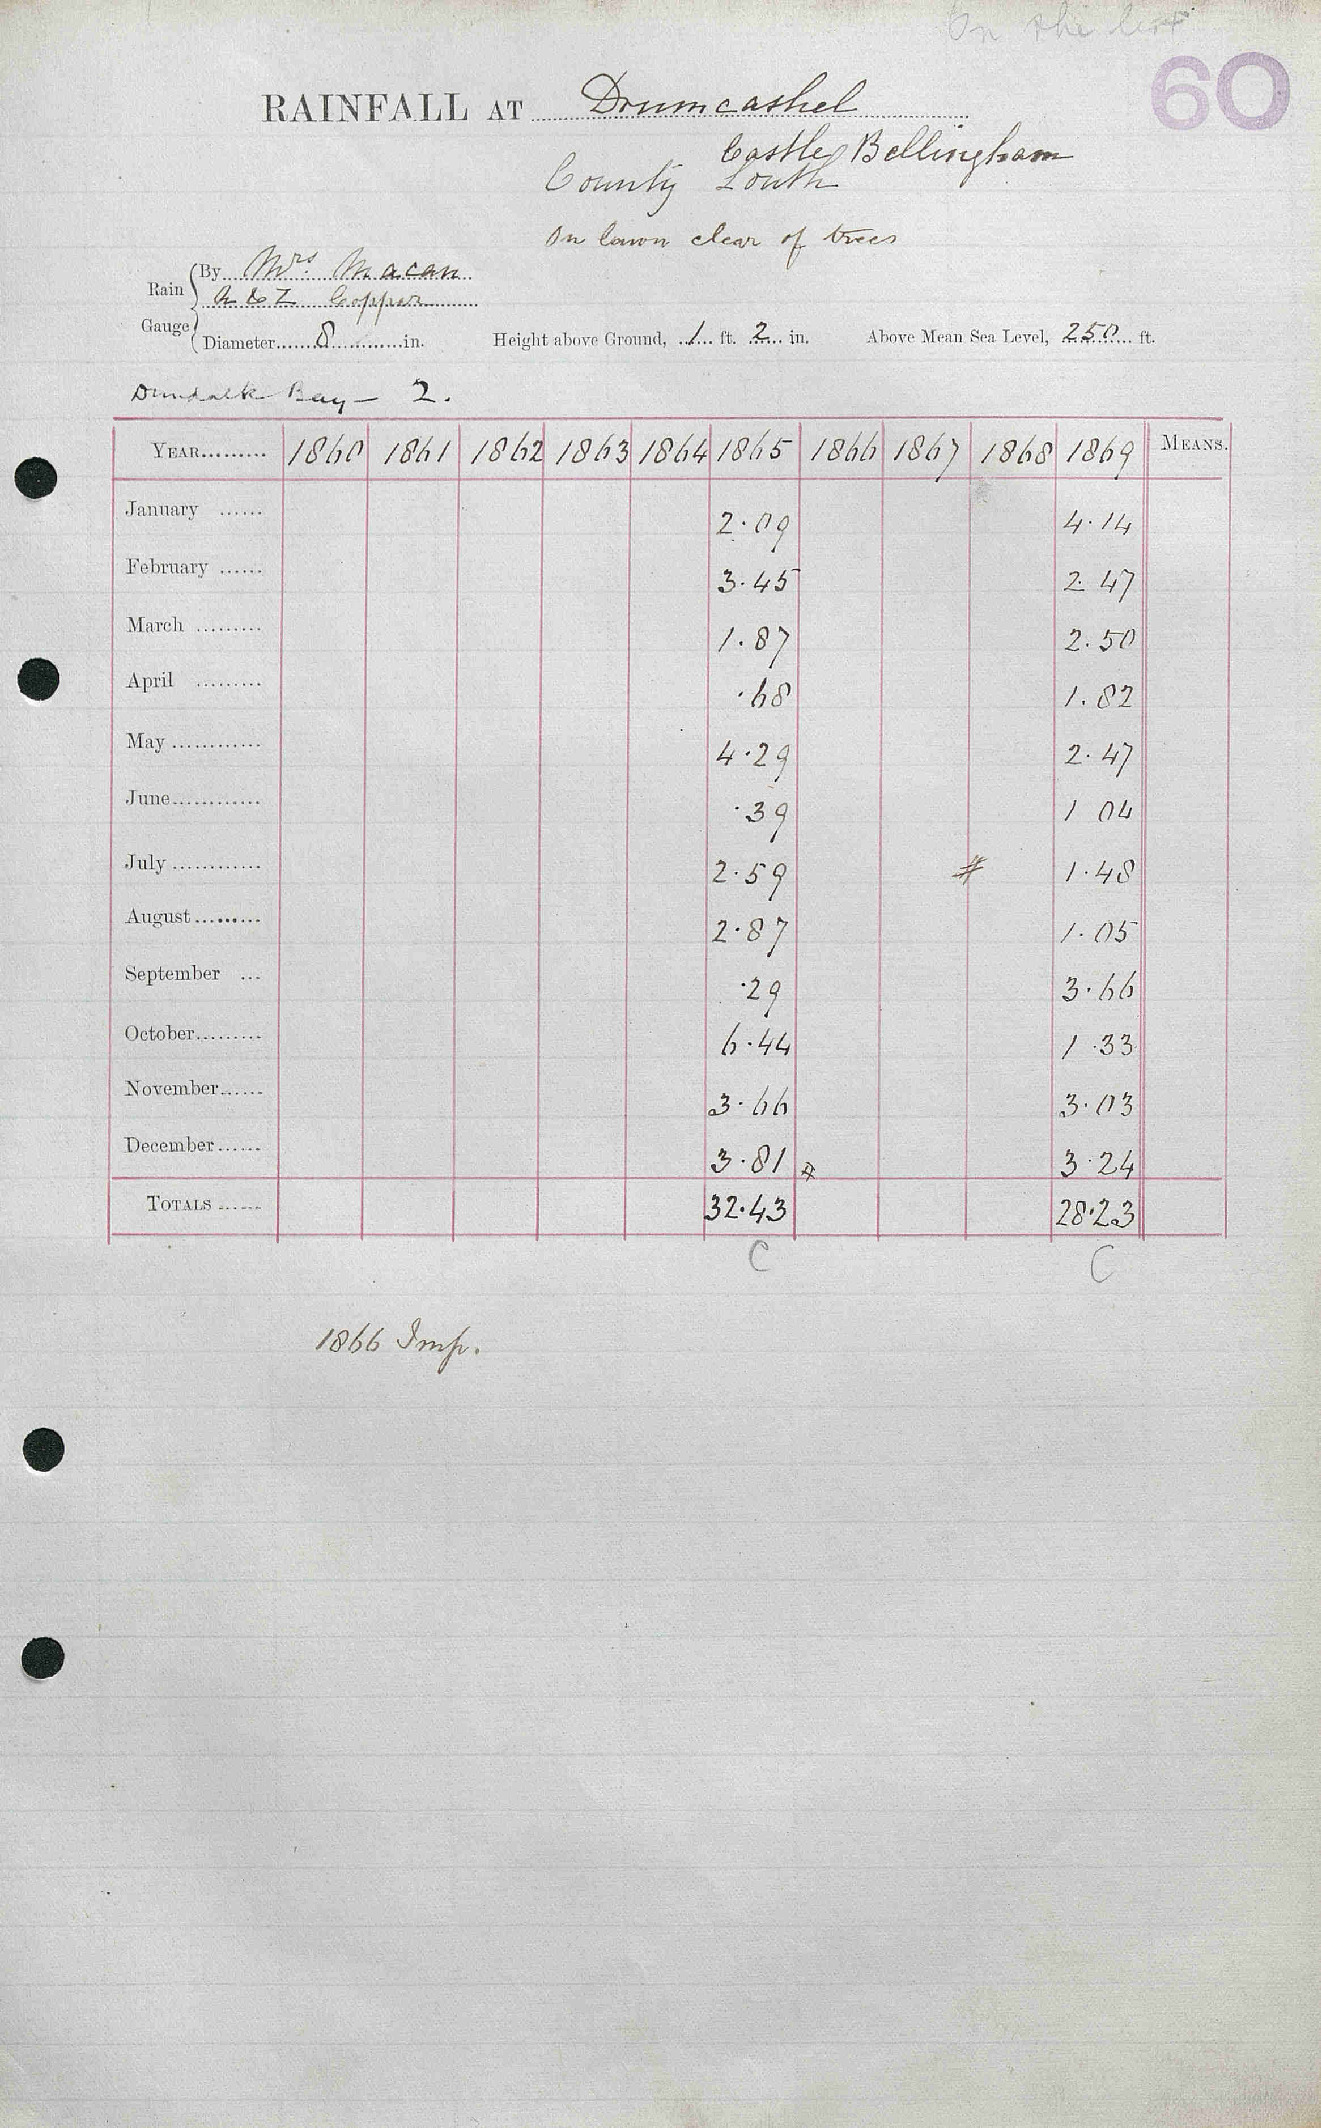 On the list
60
RAINFALL AT Drumcashel
Castle Bellingham
County Louth
On lawn clear of trees
Rain Gauge By Mrs. Macan
N & Z Copper
Diameter 8 in. Height above Ground, 1 ft. 2 in. Above Mean Sea Level, 250 ft.
Dundalk Bay — 2.
YEAR 1860 1861 1862 1863 1864 1865 1866 1867 1868 1869 MEANS.
January 2.09 4.14
February 3.45 2.47
March 1.87 2.50
April .68 1.82
May 4.29 2.47
June .39 1 04
July 2.59 # 1.48
August 2.87 1.05
September .29 3.66
October 6.44 1.33
November 3.66 3.03
December 3.81 # 3.24
TOTALS 32.43 28.23
C C
1866 Imp.